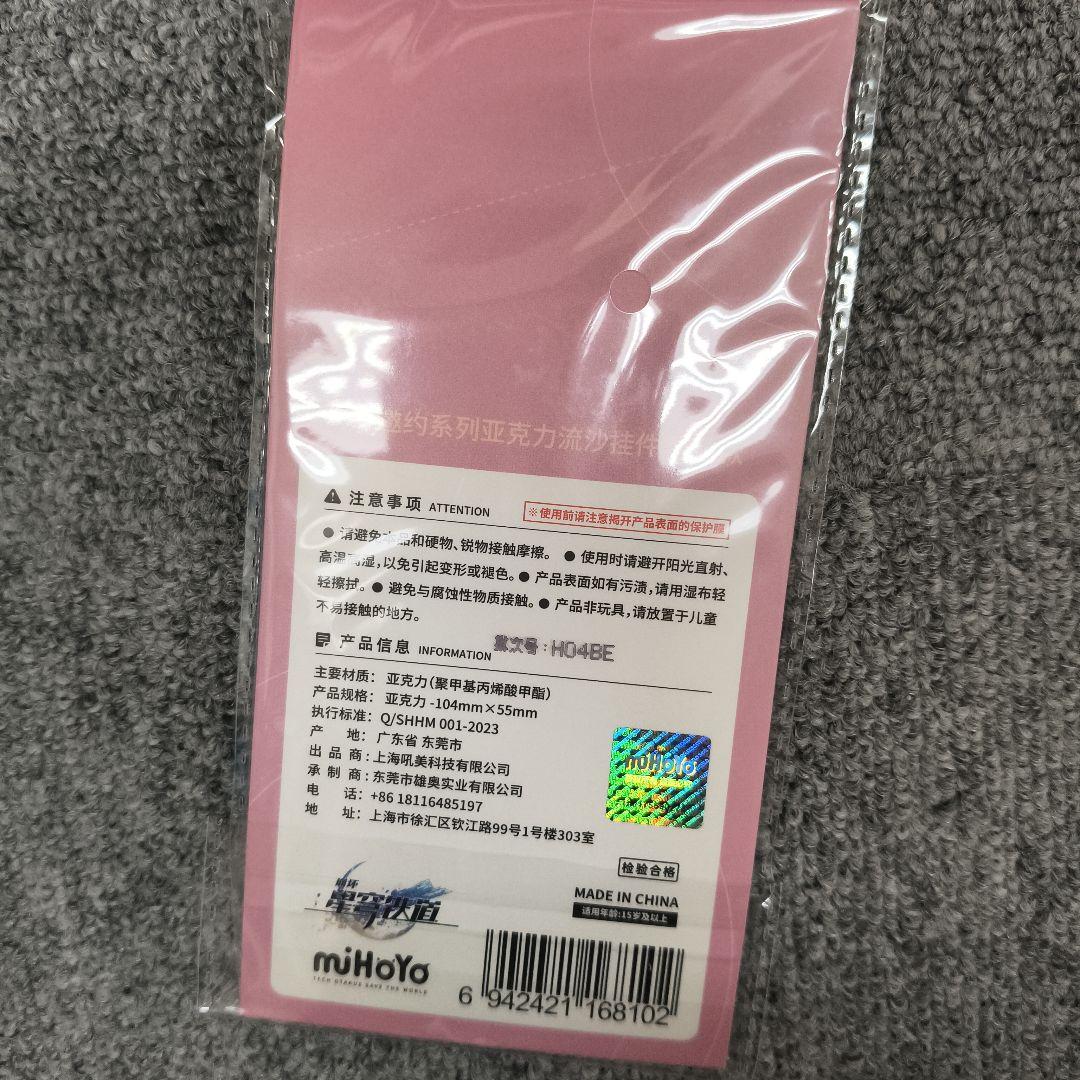 邀约系列亚克力流沙挂件
注意事项 ATTENTION
※使用前请注意揭开产品表面的保护膜
● 请避免本品和硬物、锐物接触摩擦。 ● 使用时请避开阳光直射、
高温高湿,以免引起变形或褪色。● 产品表面如有污渍,请用湿布轻
轻擦拭。● 避免与腐蚀性物质接触。● 产品非玩具,请放置于儿童
不易接触的地方。
产品信息 INFORMATION 批次号:H04BE
主要材质: 亚克力(聚甲基丙烯酸甲酯)
产品规格: 亚克力 -104mm×55mm
执行标准: Q/SHHM 001-2023
产 地: 广东省 东莞市
出品商:上海吼美科技有限公司
承制商:东莞市雄奥实业有限公司
电 话: +86 18116485197
地 址: 上海市徐汇区钦江路99号1号楼303室
miHoYo
检验合格
MADE IN CHINA
适用年龄:15岁及以上
崩坏
星穹铁道
miHoYo
TECH OTAKUS SAVE THE WORLD
6 942421 168102